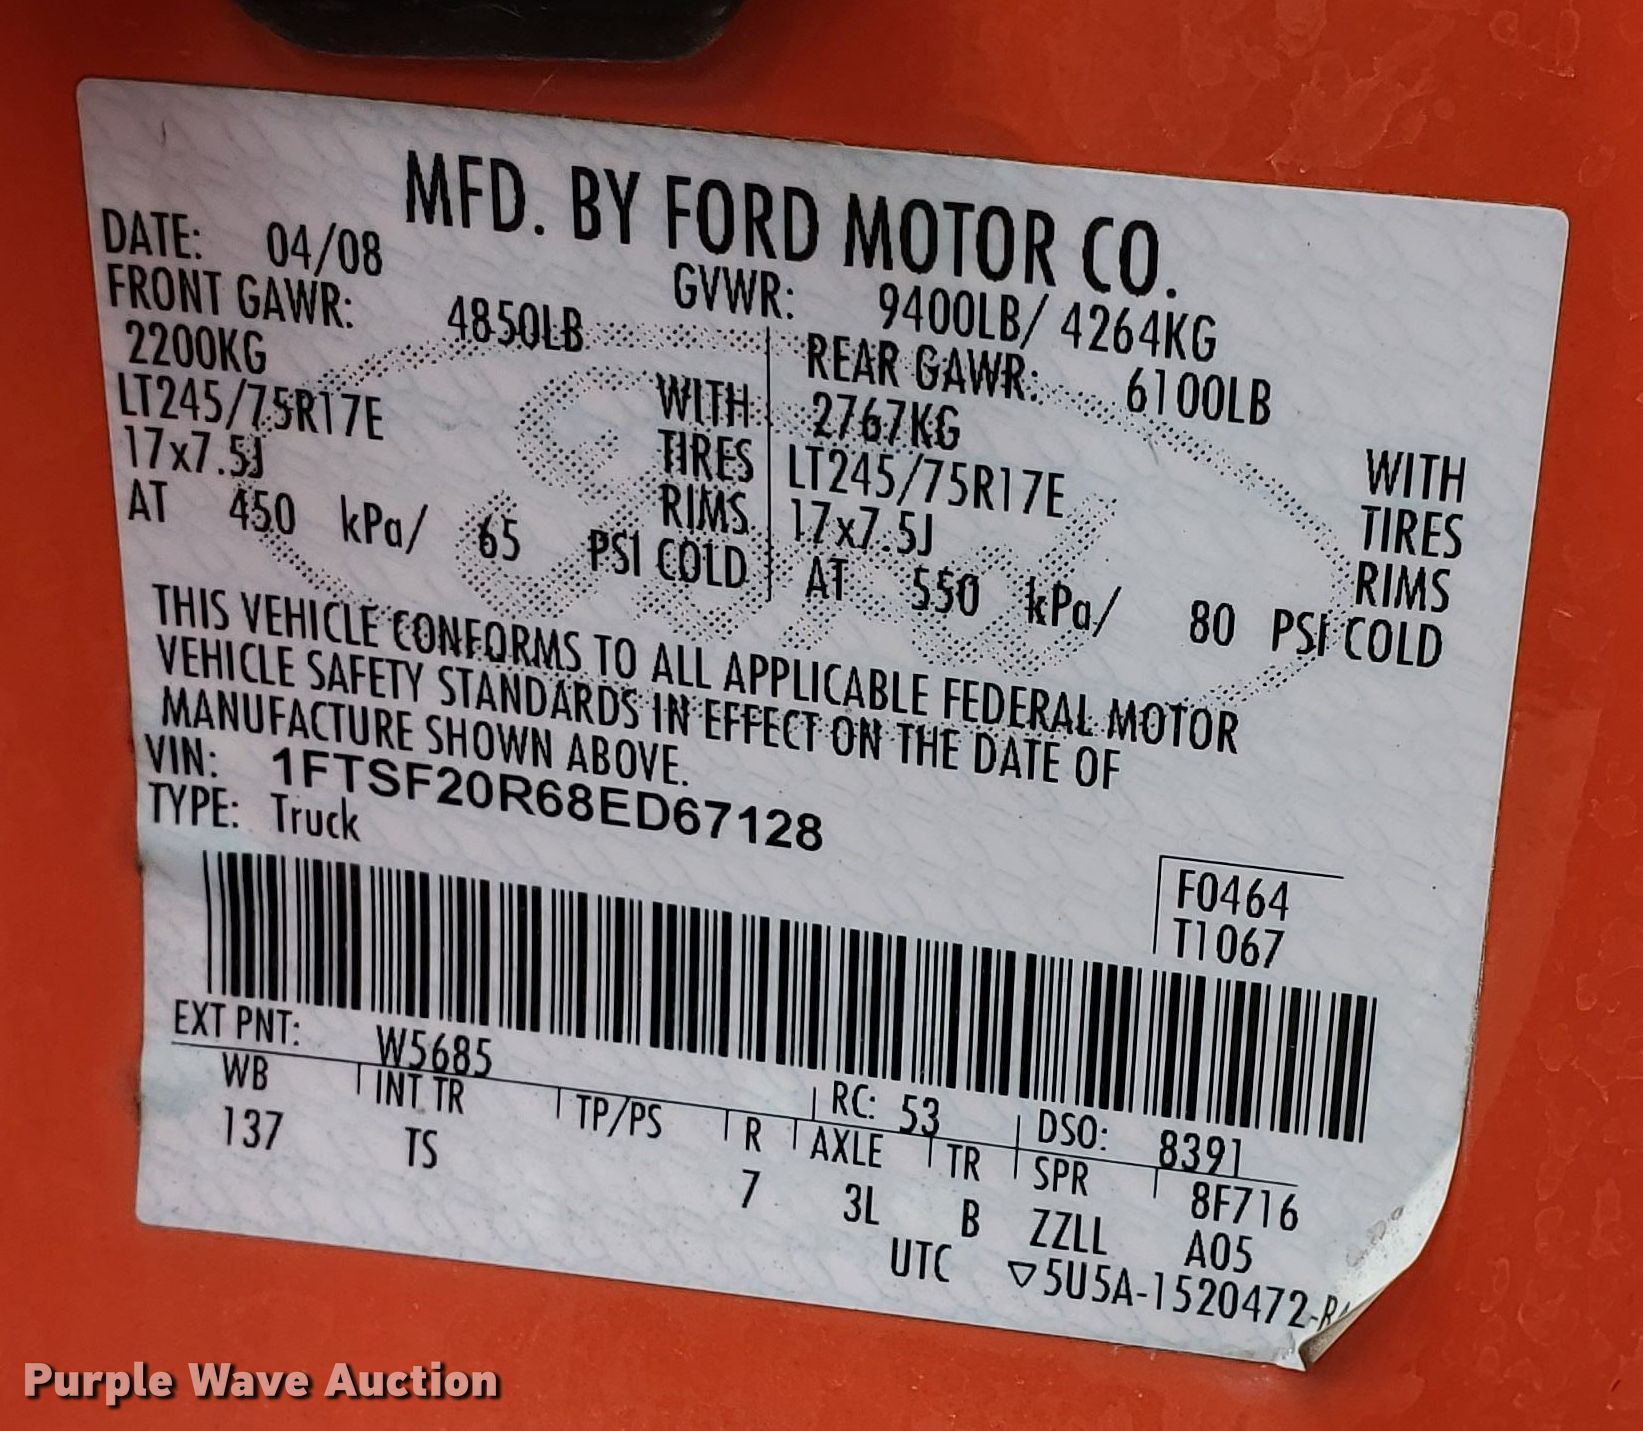 MFD. BY FORD MOTOR CO.
DATE: 04/08 GVWR: 9400LB/ 4264KG
FRONT GAWR: 4850LB REAR GAWR: 6100LB
2200KG WITH 2767KG WITH
LT245/75R17E TIRES LT245/75R17E TIRES
17x7.5J RIMS 17x7.5J RIMS
AT 450 kPa/ 65 PSI COLD AT 550 kPa/ 80 PSI COLD
THIS VEHICLE CONFORMS TO ALL APPLICABLE FEDERAL MOTOR
VEHICLE SAFETY STANDARDS IN EFFECT ON THE DATE OF
MANUFACTURE SHOWN ABOVE.
VIN: 1FTSF20R68ED67128
TYPE: Truck
F0464
T1067
EXT PNT: W5685 RC: 53 DSO: 8391
WB INT TR TP/PS R AXLE TR SPR 8F716
137 TS 7 3L B ZZLL A05
UTC ▽5U5A-1520472-
Purple Wave Auction